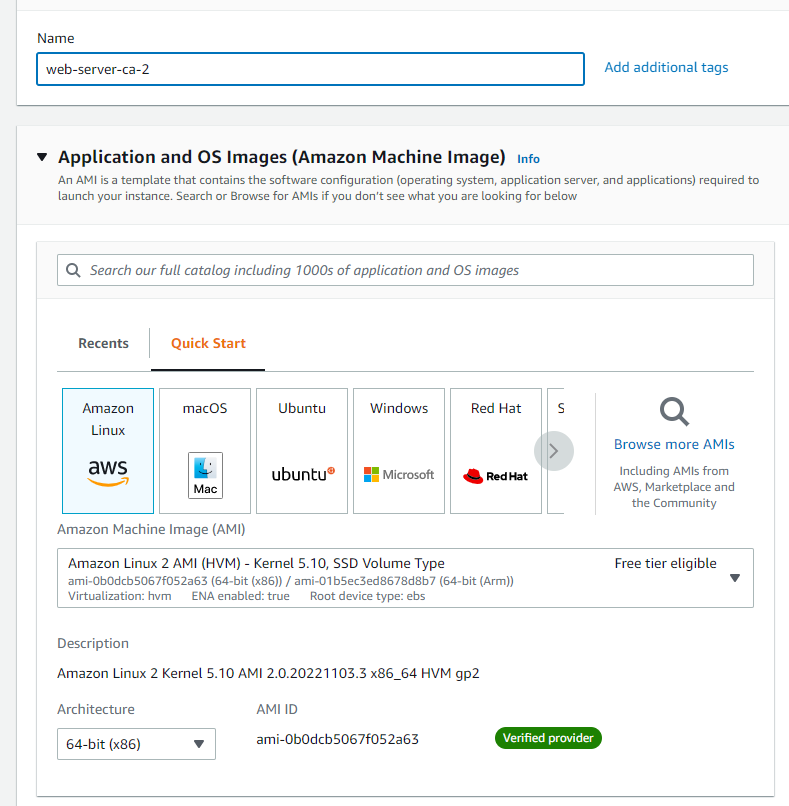 Name
web-server-ca-2
Add additional tags
Application and OS Images (Amazon Machine Image) Info
An AMI is a template that contains the software configuration (operating system, application server, and applications) required to
launch your instance. Search or Browse for AMIs if you don't see what you are looking for below
Search our full catalog including 1000s of application and OS images
Recents
Quick Start
Amazon
Linux
aws
macOS
Mac
Ubuntu
ubuntu
Windows
Microsoft
Red Hat
Red Hat
S
Browse more AMIs
Including AMIs from
AWS, Marketplace and
the Community
Amazon Machine Image (AMI)
Amazon Linux 2 AMI (HVM) - Kernel 5.10, SSD Volume Type
Free tier eligible
ami-0b0dcb5067f052a63 (64-bit (x86)) / ami-01b5ec3ed8678d8b7 (64-bit (Arm))
Virtualization: hvm ENA enabled: true Root device type: ebs
Description
Amazon Linux 2 Kernel 5.10 AMI 2.0.20221103.3 x86_64 HVM gp2
Architecture
64-bit (x86)
AMI ID
ami-0b0dcb5067f052a63
Verified provider